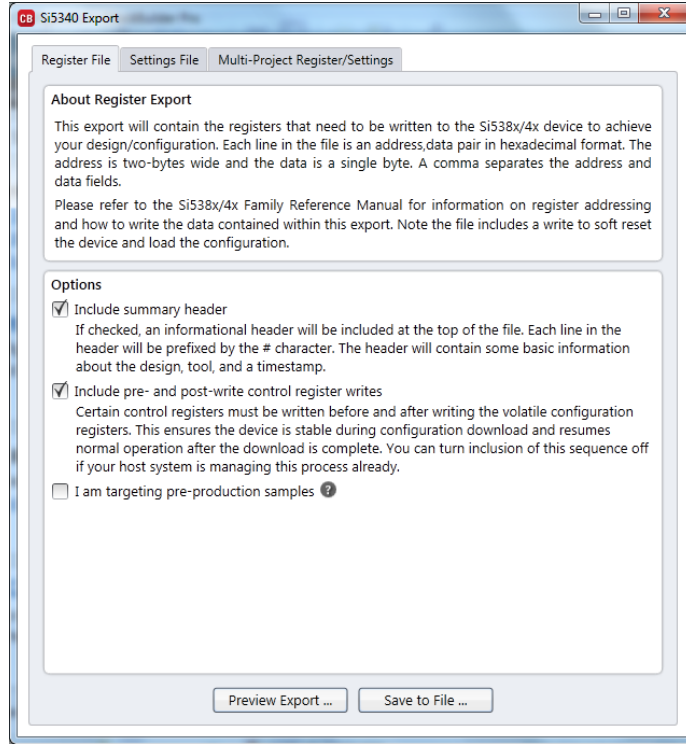 CB Si5340 Export
Register File Settings File Multi-Project Register/Settings
About Register Export
This export will contain the registers that need to be written to the Si538x/4x device to achieve
your design/configuration. Each line in the file is an address,data pair in hexadecimal format. The
address is two-bytes wide and the data is a single byte. A comma separates the address and
data fields.
Please refer to the Si538x/4x Family Reference Manual for information on register addressing
and how to write the data contained within this export. Note the file includes a write to soft reset
the device and load the configuration.
Options
Include summary header
If checked, an informational header will be included at the top of the file. Each line in the
header will be prefixed by the # character. The header will contain some basic information
about the design, tool, and a timestamp.
Include pre- and post-write control register writes
Certain control registers must be written before and after writing the volatile configuration
registers. This ensures the device is stable during configuration download and resumes
normal operation after the download is complete. You can turn inclusion of this sequence off
if your host system is managing this process already.
I am targeting pre-production samples ?
Preview Export ... Save to File ...